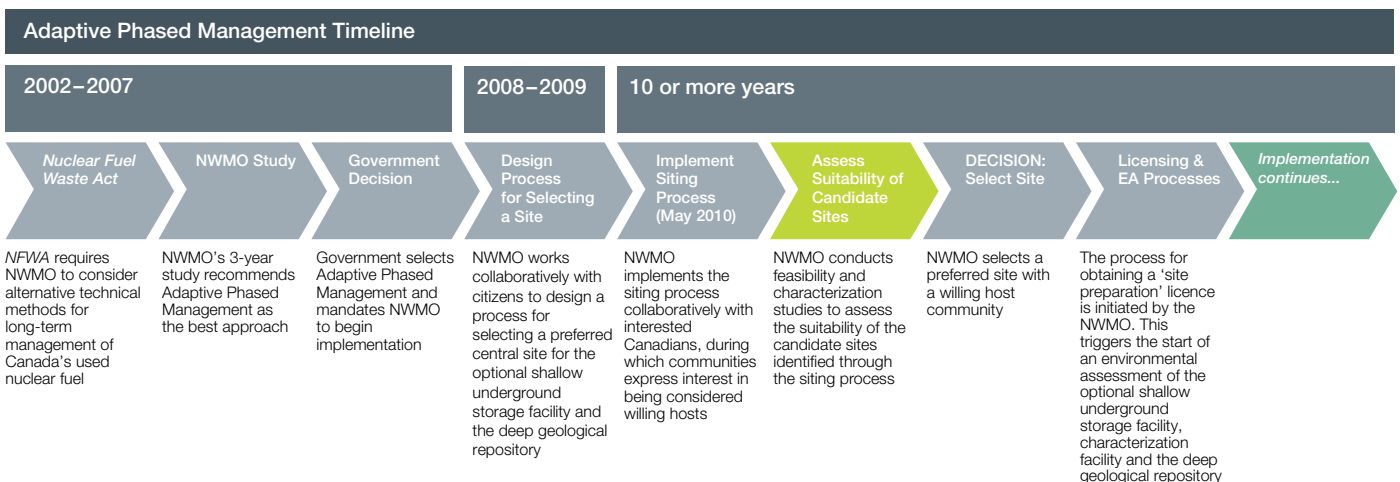 Adaptive Phased Management Timeline
2002–2007
2008–2009
10 or more years
Nuclear Fuel
Waste Act
NWMO Study
Government
Decision
Design
Process
for Selecting
a Site
Implement
Siting
Process
(May 2010)
Assess
Suitability of
Candidate
Sites
DECISION:
Select Site
Licensing &
EA Processes
Implementation
continues...
NFWA requires
NWMO to consider
alternative technical
methods for
long-term
management of
Canada's used
nuclear fuel
NWMO's 3-year
study recommends
Adaptive Phased
Management as
the best approach
Government selects
Adaptive Phased
Management and
mandates NWMO
to begin
implementation
NWMO works
collaboratively with
citizens to design a
process for
selecting a preferred
central site for the
optional shallow
underground
storage facility and
the deep geological
repository
NWMO
implements the
siting process
collaboratively with
interested
Canadians, during
which communities
express interest in
being considered
willing hosts
NWMO conducts
feasibility and
characterization
studies to assess
the suitability of the
candidate sites
identified through
the siting process
NWMO selects a
preferred site with
a willing host
community
The process for
obtaining a 'site
preparation' licence
is initiated by the
NWMO. This
triggers the start of
an environmental
assessment of the
optional shallow
underground
storage facility,
characterization
facility and the deep
geological repository